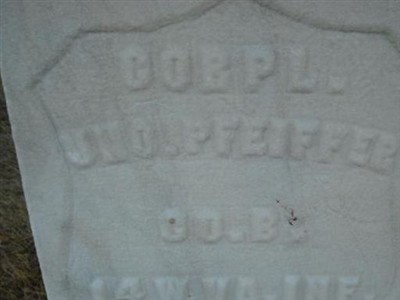 CORPL.
JNO. PFEIFFER
CO. B.
14 W. VA. INF.